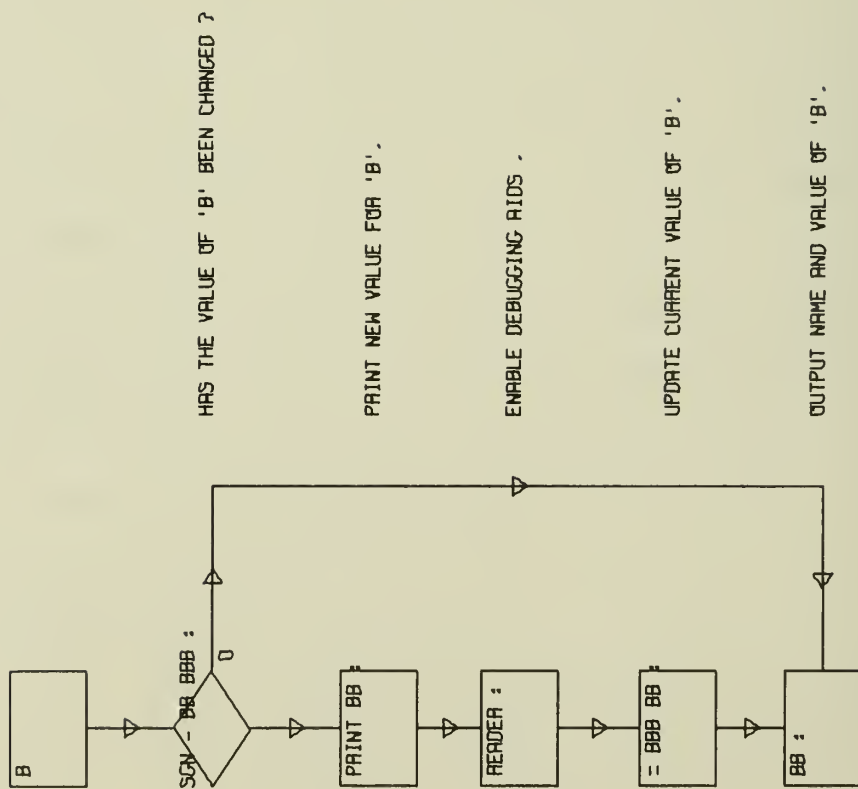 B
SGN - BB BBB :
0
HAS THE VALUE OF 'B' BEEN CHANGED ?
PRINT BB :
PRINT NEW VALUE FOR 'B'.
READER :
ENABLE DEBUGGING AIDS .
= BBB BB :
UPDATE CURRENT VALUE OF 'B'.
BB :
OUTPUT NAME AND VALUE OF 'B'.